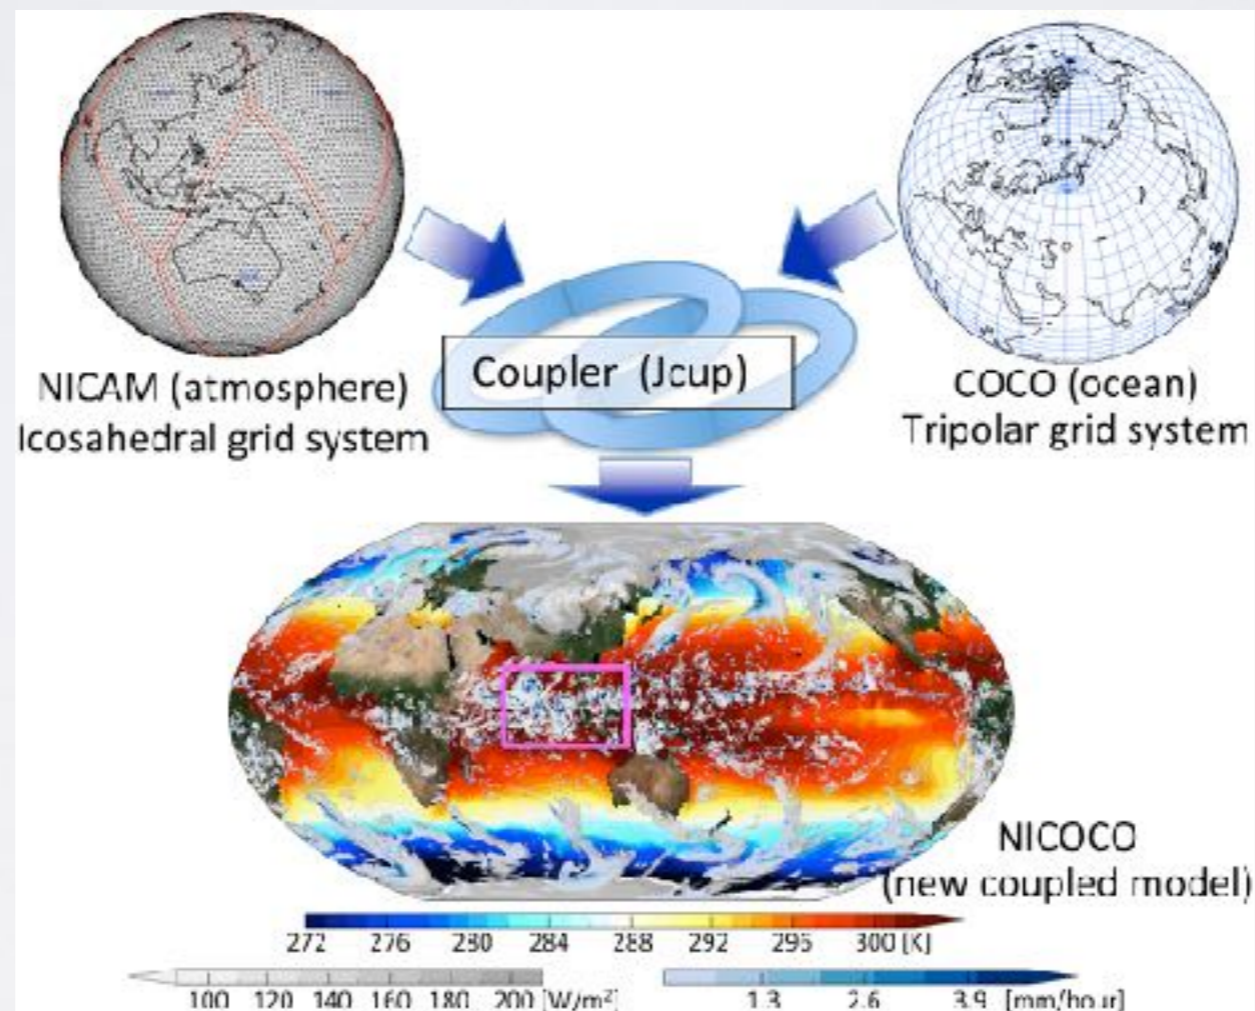 NICAM (atmosphere)
Icosahedral grid system
Coupler (Jcup)
COCO (ocean)
Tripolar grid system
NICOCO
(new coupled model)
272 276 280 284 288 292 296 300 [K]
100 120 140 160 180 200 [W/m²]
1.3 2.6 3.9 [mm/hour]